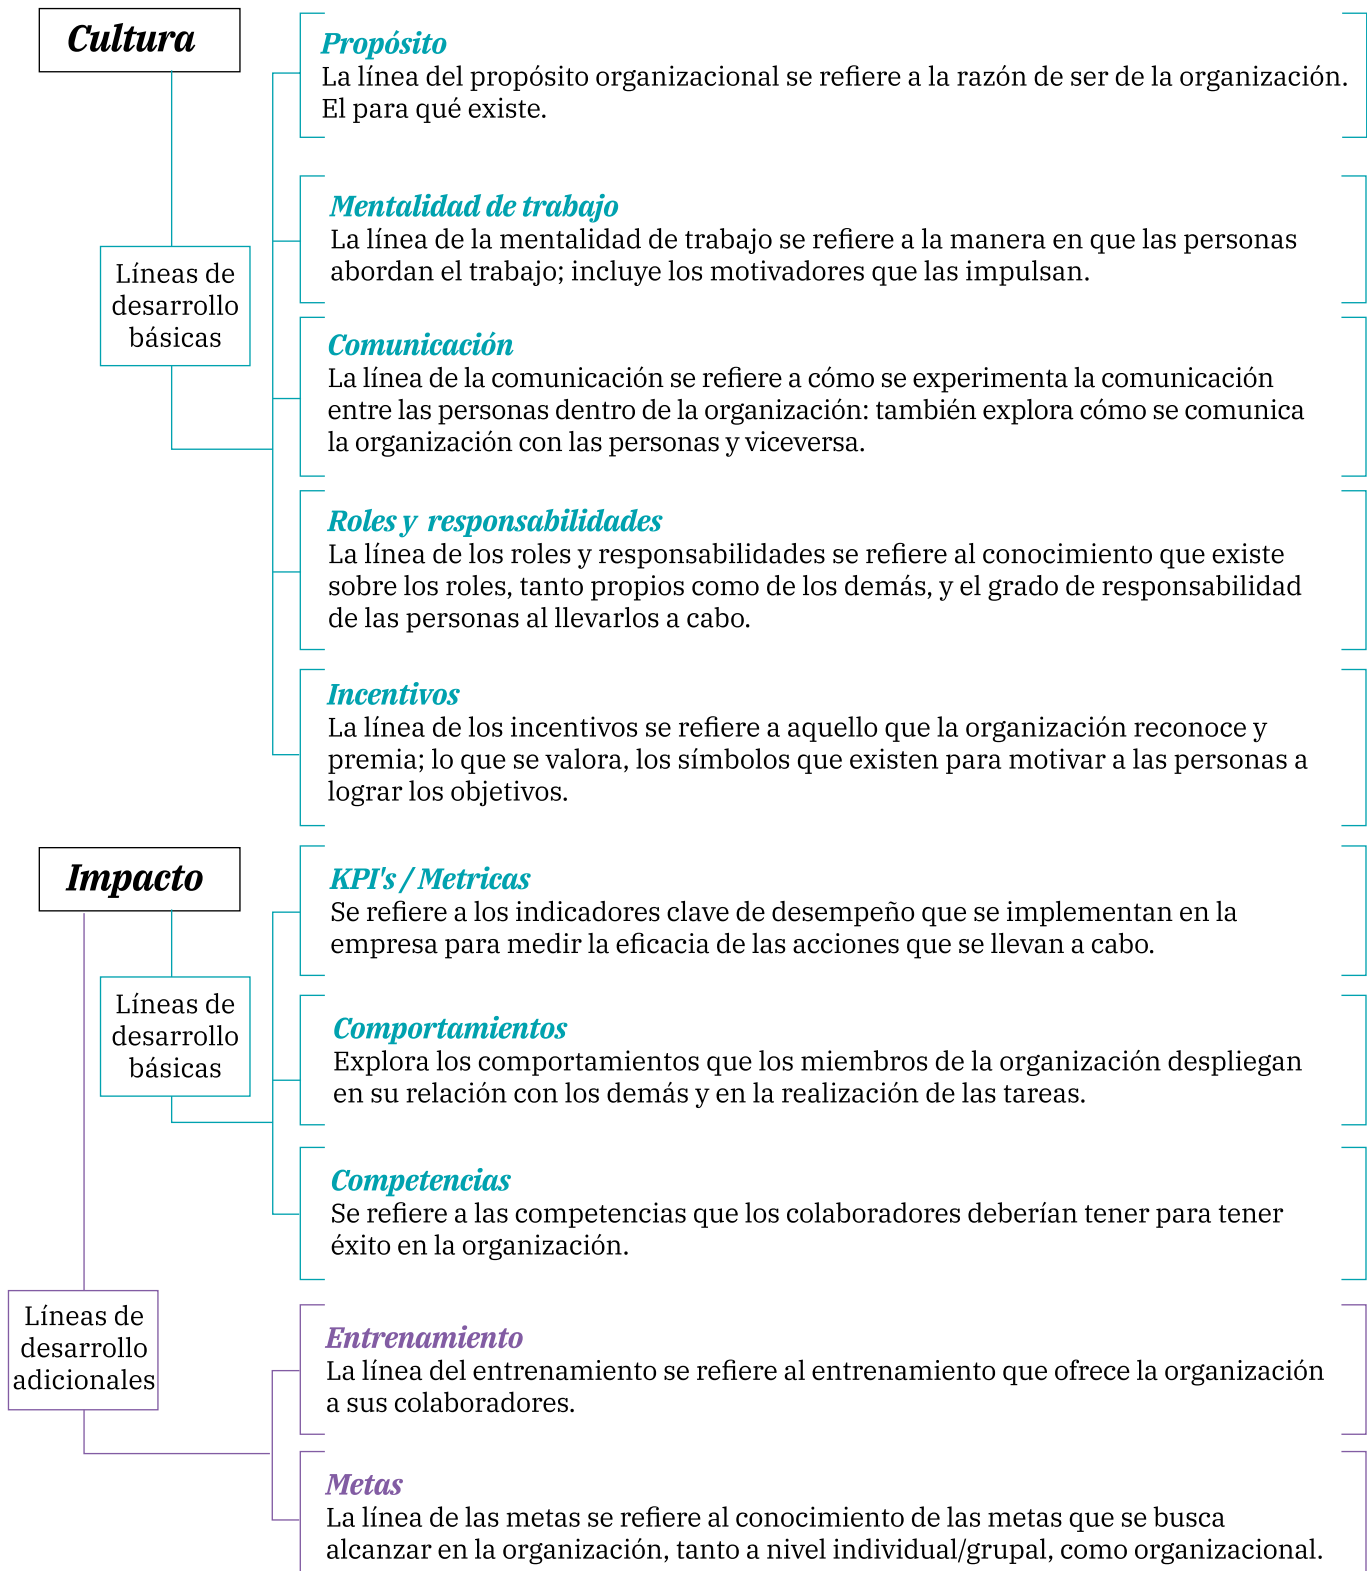 Cultura
Propósito
La línea del propósito organizacional se refiere a la razón de ser de la organización.
El para qué existe.
Mentalidad de trabajo
La línea de la mentalidad de trabajo se refiere a la manera en que las personas
abordan el trabajo; incluye los motivadores que las impulsan.
Líneas de
desarrollo
básicas
Comunicación
La línea de la comunicación se refiere a cómo se experimenta la comunicación
entre las personas dentro de la organización: también explora cómo se comunica
la organización con las personas y viceversa.
Roles y  responsabilidades
La línea de los roles y responsabilidades se refiere al conocimiento que existe
sobre los roles, tanto propios como de los demás, y el grado de responsabilidad
de las personas al llevarlos a cabo.
Incentivos
La línea de los incentivos se refiere a aquello que la organización reconoce y
premia; lo que se valora, los símbolos que existen para motivar a las personas a
lograr los objetivos.
Impacto
KPI's / Metricas
Se refiere a los indicadores clave de desempeño que se implementan en la
empresa para medir la eficacia de las acciones que se llevan a cabo.
Líneas de
desarrollo
básicas
Comportamientos
Explora los comportamientos que los miembros de la organización despliegan
en su relación con los demás y en la realización de las tareas.
Competencias
Se refiere a las competencias que los colaboradores deberían tener para tener
éxito en la organización.
Líneas de
desarrollo
adicionales
Entrenamiento
La línea del entrenamiento se refiere al entrenamiento que ofrece la organización
a sus colaboradores.
Metas
La línea de las metas se refiere al conocimiento de las metas que se busca
alcanzar en la organización, tanto a nivel individual/grupal, como organizacional.